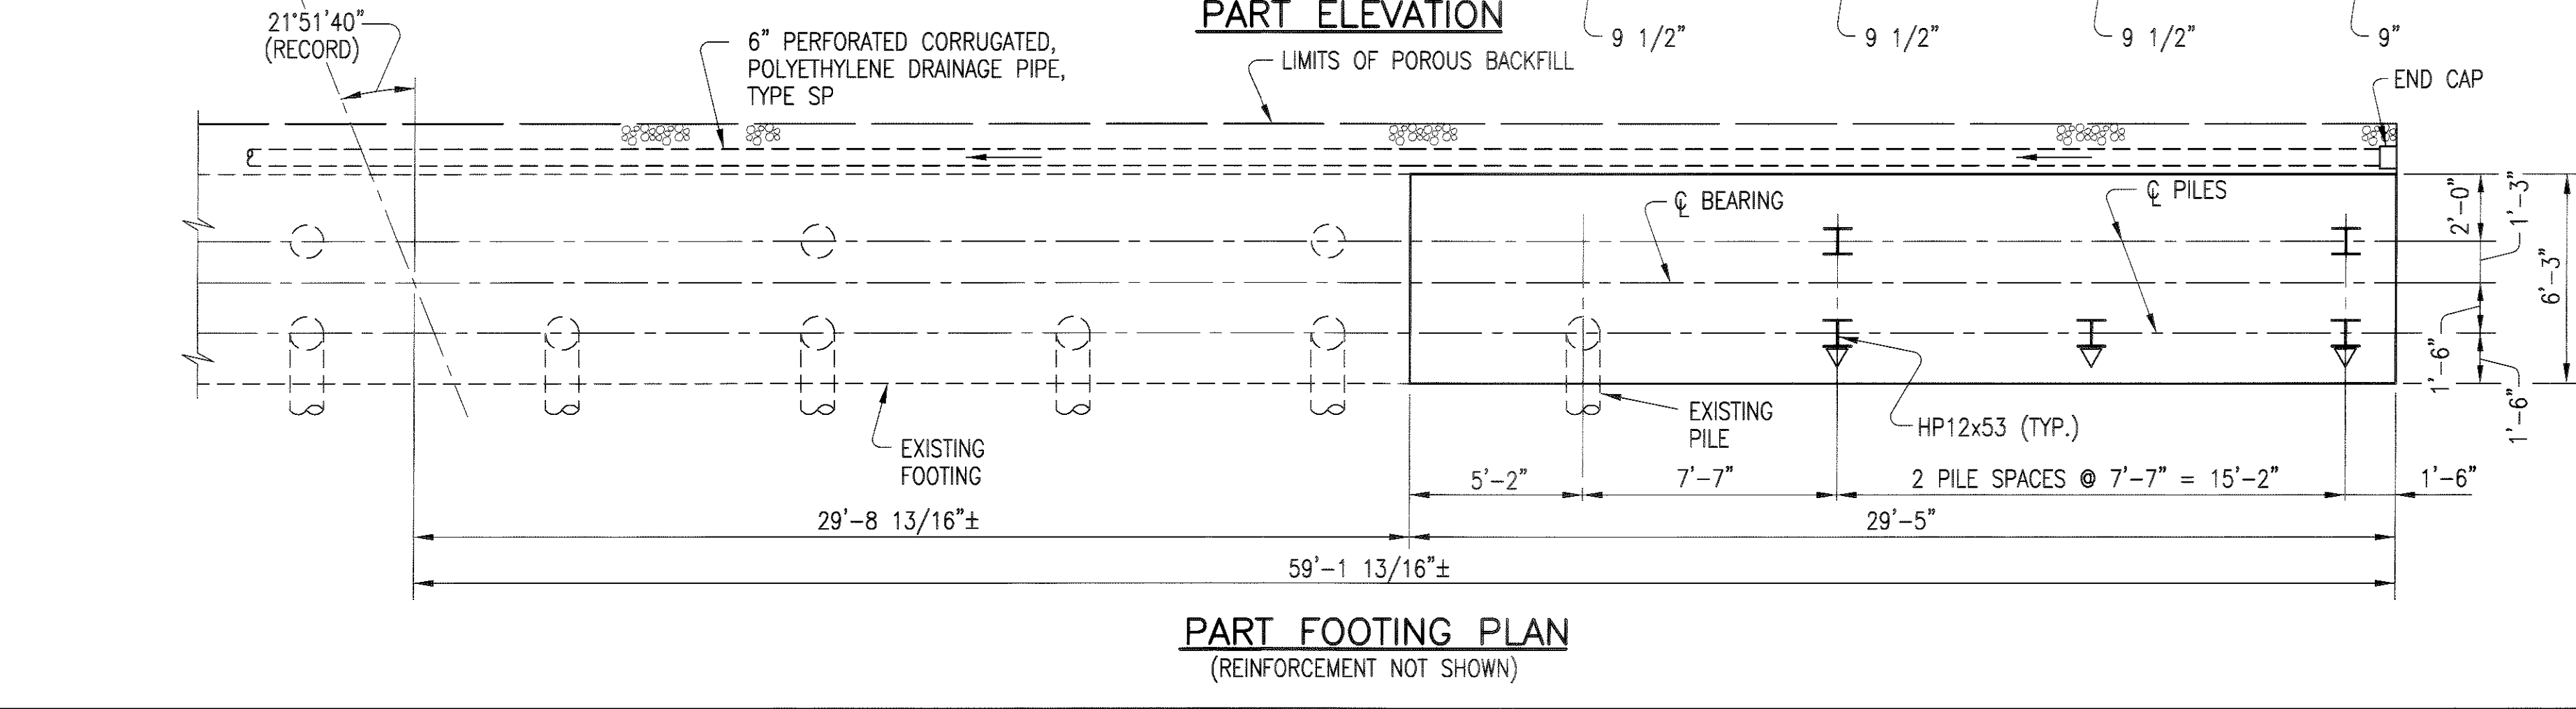 PART ELEVATION
21°51'40"
(RECORD)
6" PERFORATED CORRUGATED,
POLYETHYLENE DRAINAGE PIPE,
TYPE SP
LIMITS OF POROUS BACKFILL
9 1/2"
9 1/2"
9 1/2"
9"
END CAP
℄ BEARING
℄ PILES
2'-0"
1'-3"
6'-3"
1'-6"
1'-6"
EXISTING
FOOTING
EXISTING
PILE
HP12x53 (TYP.)
5'-2"
7'-7"
2 PILE SPACES @ 7'-7" = 15'-2"
1'-6"
29'-8 13/16"±
29'-5"
59'-1 13/16"±
PART FOOTING PLAN
(REINFORCEMENT NOT SHOWN)